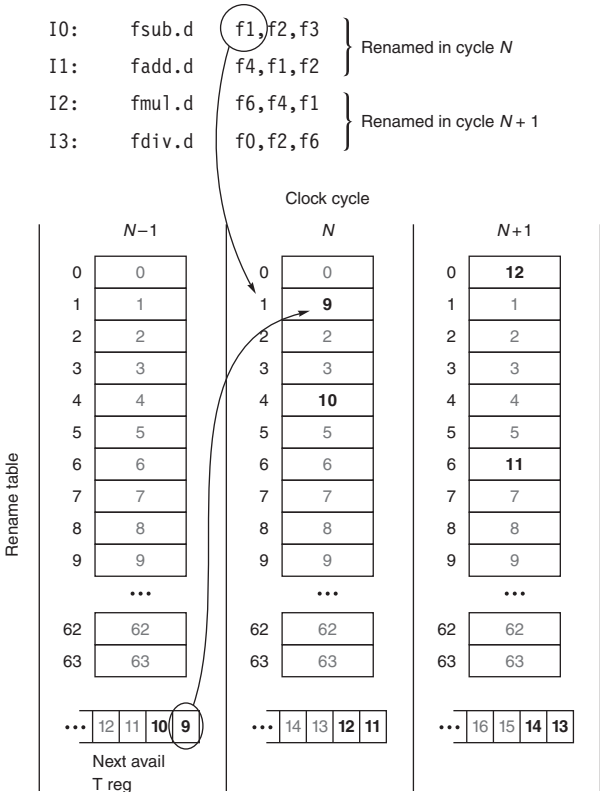 I0: fsub.d f1,f2,f3
I1: fadd.d f4,f1,f2
Renamed in cycle N
I2: fmul.d f6,f4,f1
I3: fdiv.d f0,f2,f6
Renamed in cycle N + 1
Clock cycle
N–1 N N+1
0 0 0 0 0 12
1 1 1 9 1 1
2 2 2 2 2 2
3 3 3 3 3 3
4 4 4 10 4 4
5 5 5 5 5 5
6 6 6 6 6 11
7 7 7 7 7 7
8 8 8 8 8 8
9 9 9 9 9 9
... ... ...
62 62 62 62 62 62
63 63 63 63 63 63
Rename table
... 12 11 10 9 ... 14 13 12 11 ... 16 15 14 13
Next avail
T reg